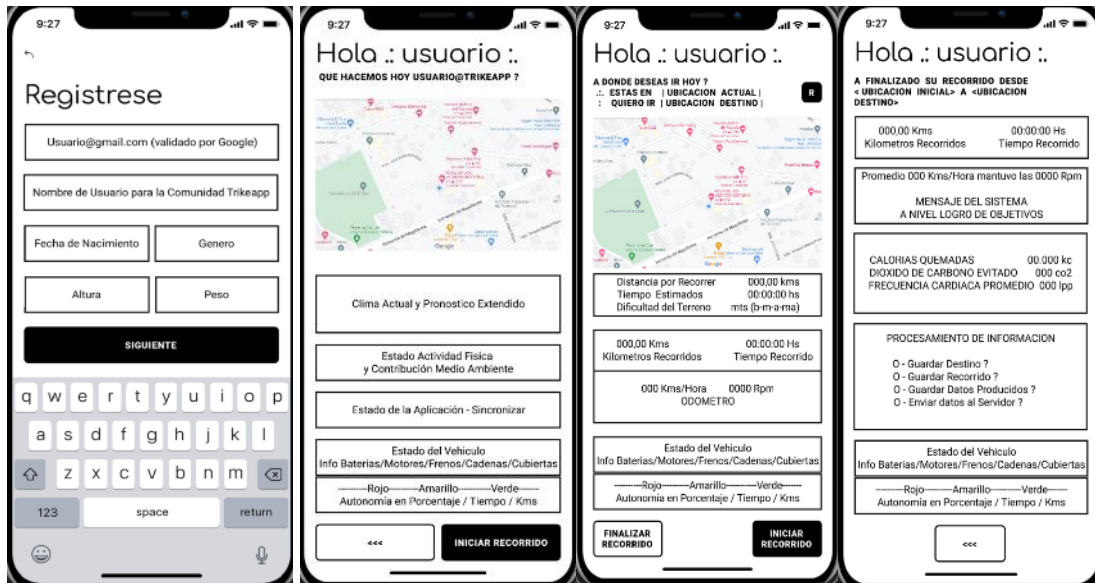 9:27
Registrese
Usuario@gmail.com (validado por Google)
Nombre de Usuario para la Comunidad Trikeapp
Fecha de Nacimiento
Genero
Altura
Peso
SIGUIENTE
q w e r t y u i o p
a s d f g h j k l
z x c v b n m
123
space
return
9:27
Hola .: usuario :.
QUE HACEMOS HOY USUARIO@TRIKEAPP ?
Google
Clima Actual y Pronostico Extendido
Estado Actividad Fisica
y Contribución Medio Ambiente
Estado de la Aplicación - Sincronizar
Estado del Vehiculo
Info Baterias/Motores/Frenos/Cadenas/Cubiertas
----------Rojo----------Amarillo----------Verde-------
Autonomía en Porcentaje / Tiempo / Kms
<<<
INICIAR RECORRIDO
9:27
Hola .: usuario :.
A DONDE DESEAS IR HOY ?
.:. ESTAS EN | UBICACION ACTUAL |
: QUIERO IR | UBICACION DESTINO |
R
Google
Distancia por Recorrer 000,00 kms
Tiempo Estimados 00:00:00 hs
Dificultad del Terreno mts (b-m-a-ma)
000,00 Kms 00:00:00 Hs
Kilometros Recorridos Tiempo Recorrido
000 Kms/Hora 0000 Rpm
ODOMETRO
Estado del Vehiculo
Info Baterias/Motores/Frenos/Cadenas/Cubiertas
----------Rojo----------Amarillo----------Verde-------
Autonomía en Porcentaje / Tiempo / Kms
FINALIZAR
RECORRIDO
INICIAR
RECORRIDO
9:27
Hola .: usuario :.
A FINALIZADO SU RECORRIDO DESDE
< UBICACION INICIAL> A <UBICACION
DESTINO>
000,00 Kms 00:00:00 Hs
Kilometros Recorridos Tiempo Recorrido
Promedio 000 Kms/Hora mantuvo las 0000 Rpm
MENSAJE DEL SISTEMA
A NIVEL LOGRO DE OBJETIVOS
CALORIAS QUEMADAS 00.000 kc
DIOXIDO DE CARBONO EVITADO 000 co2
FRECUENCIA CARDIACA PROMEDIO 000 lpp
PROCESAMIENTO DE INFORMACION
O - Guardar Destino ?
O - Guardar Recorrido ?
O - Guardar Datos Producidos ?
O - Enviar datos al Servidor ?
Estado del Vehiculo
Info Baterias/Motores/Frenos/Cadenas/Cubiertas
----------Rojo----------Amarillo----------Verde-------
Autonomía en Porcentaje / Tiempo / Kms
<<<